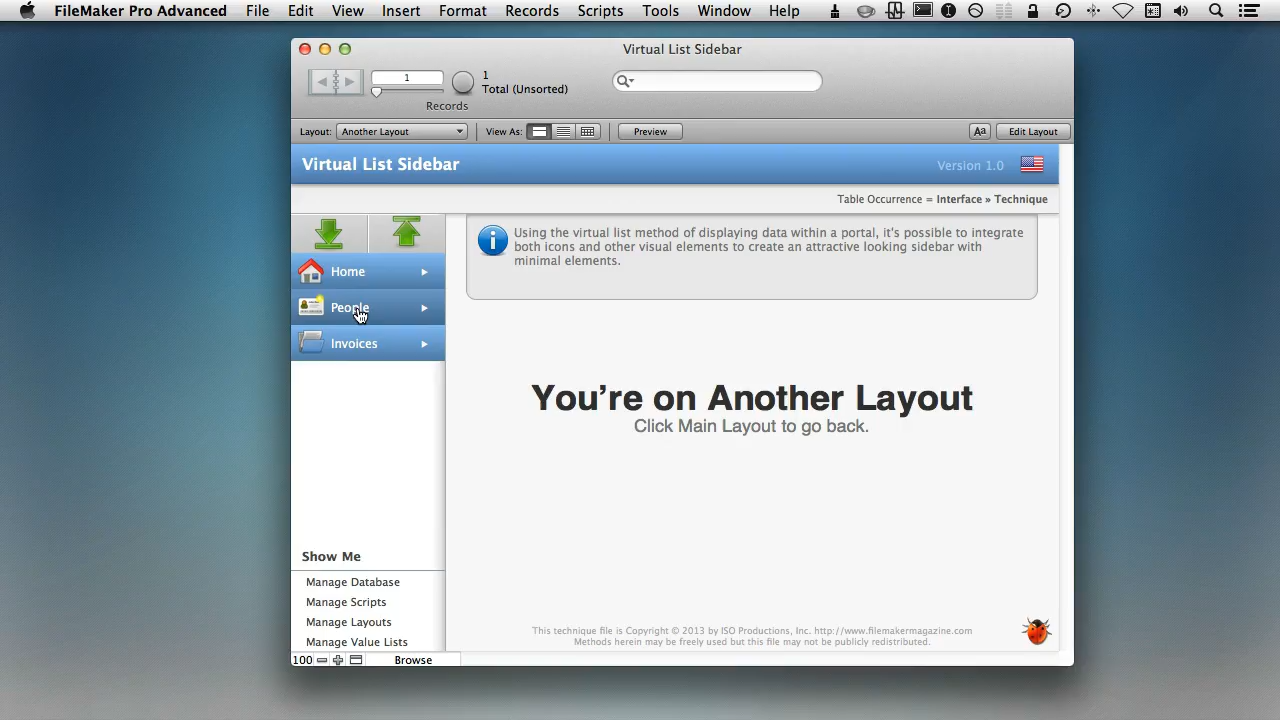 FileMaker Pro Advanced File Edit View Insert Format Records Scripts Tools Window Help
Virtual List Sidebar
1
1
Total (Unsorted)
Records
Layout: Another Layout View As: Preview Aa Edit Layout
Virtual List Sidebar
Version 1.0
Table Occurrence = Interface » Technique
Using the virtual list method of displaying data within a portal, it's possible to integrate
both icons and other visual elements to create an attractive looking sidebar with
minimal elements.
Home
People
Invoices
You're on Another Layout
Click Main Layout to go back.
Show Me
Manage Database
Manage Scripts
Manage Layouts
Manage Value Lists
This technique file is Copyright © 2013 by ISO Productions, Inc. http://www.filemakermagazine.com
Methods herein may be freely used but this file may not be publicly redistributed.
100 Browse